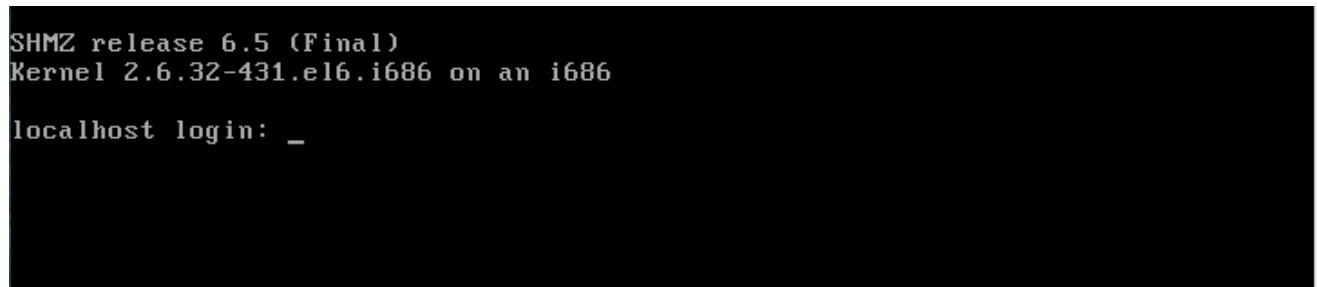 SHMZ release 6.5 (Final)
Kernel 2.6.32-431.el6.i686 on an i686
localhost login: _